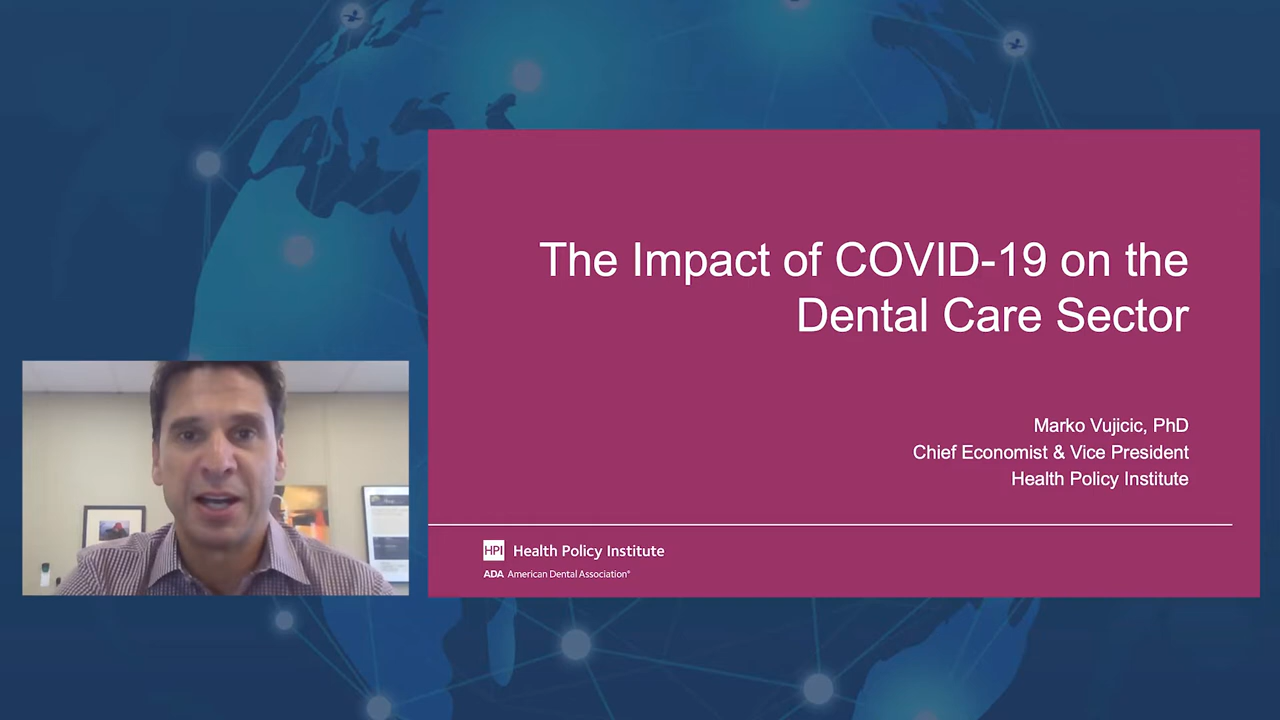 The Impact of COVID-19 on the
Dental Care Sector
Marko Vujicic, PhD
Chief Economist & Vice President
Health Policy Institute
HPI Health Policy Institute
ADA American Dental Association®